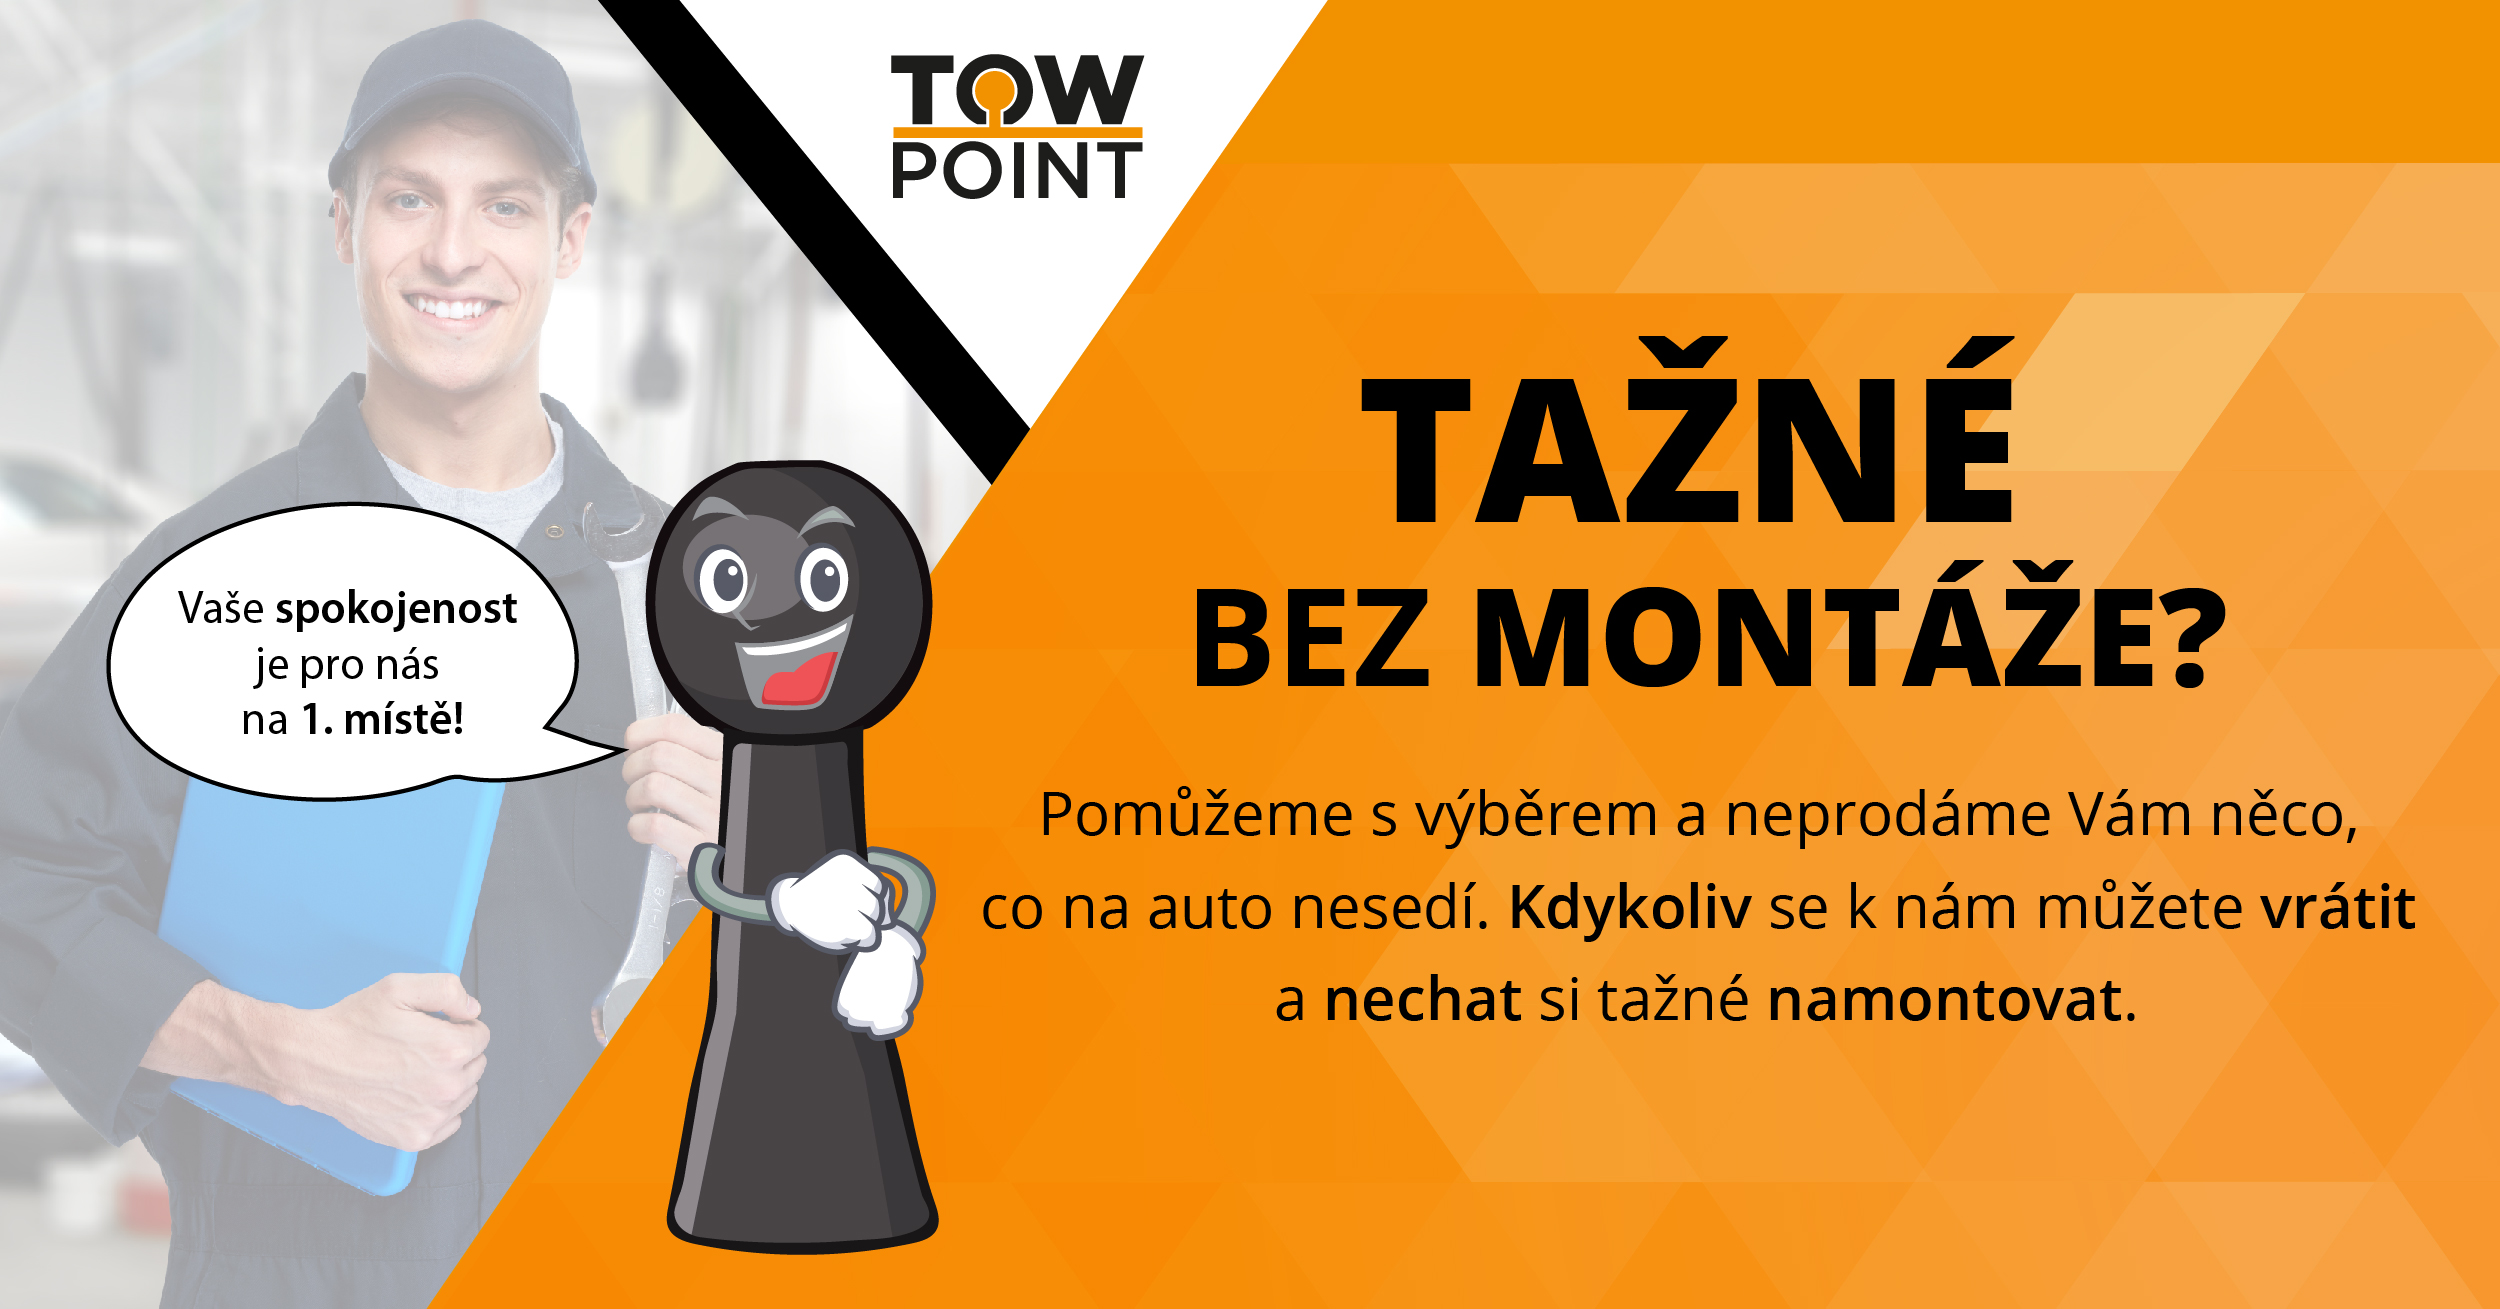 TOW
POINT
TAŽNÉ
BEZ MONTÁŽE?
Vaše spokojenost
je pro nás
na 1. místě!
Pomůžeme s výběrem a neprodáme Vám něco,
co na auto nesedí. Kdykoliv se k nám můžete vrátit
a nechat si tažné namontovat.